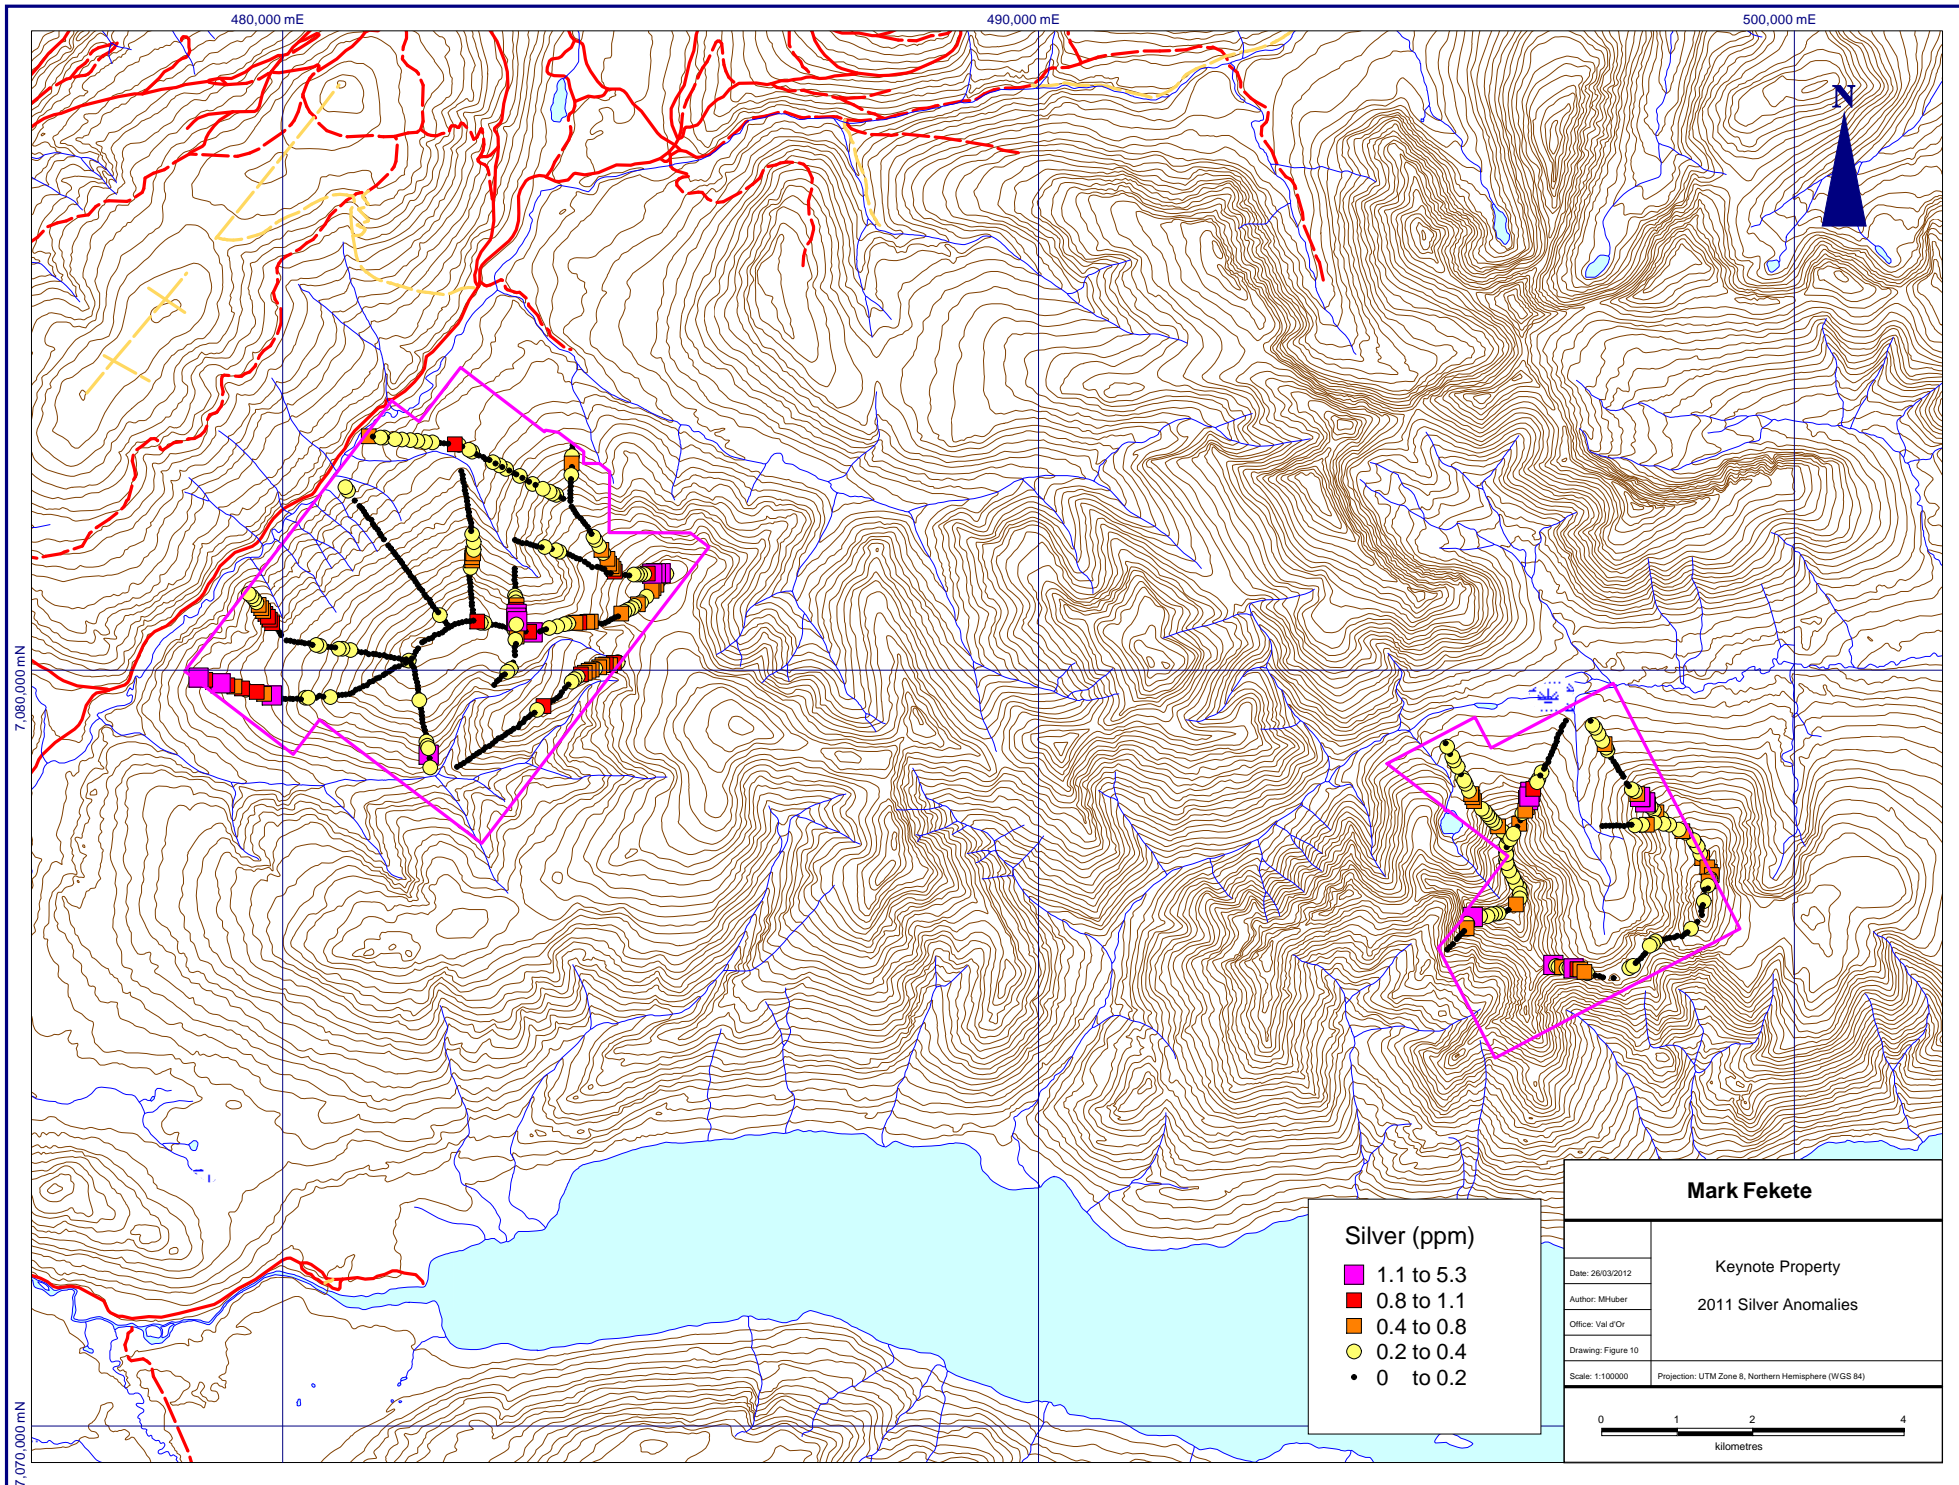 480,000 mE
490,000 mE
500,000 mE
N
7,080,000 mN
7,070,000 mN
Silver (ppm)
1.1 to 5.3
0.8 to 1.1
0.4 to 0.8
0.2 to 0.4
0 to 0.2
Mark Fekete
Keynote Property
2011 Silver Anomalies
Date: 26/03/2012
Author: MHuber
Office: Val d'Or
Drawing: Figure 10
Scale: 1:100000
Projection: UTM Zone 8, Northern Hemisphere (WGS 84)
0 1 2 4
kilometres